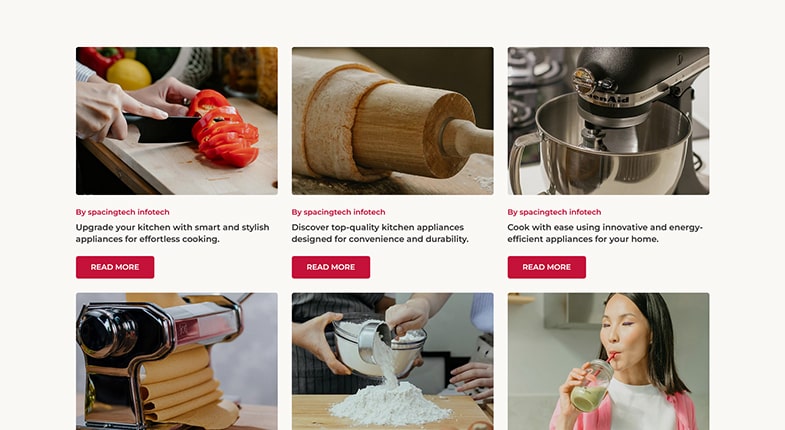 KitchenAid
By spacingtech infotech
Upgrade your kitchen with smart and stylish
appliances for effortless cooking.
READ MORE
By spacingtech infotech
Discover top-quality kitchen appliances
designed for convenience and durability.
READ MORE
By spacingtech infotech
Cook with ease using innovative and energy-
efficient appliances for your home.
READ MORE